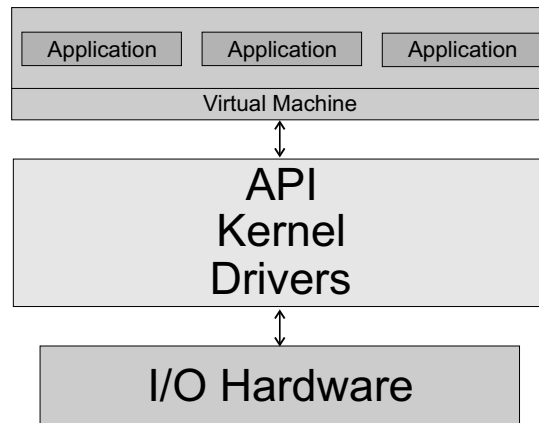 Application Application Application
Virtual Machine
API
Kernel
Drivers
I/O Hardware